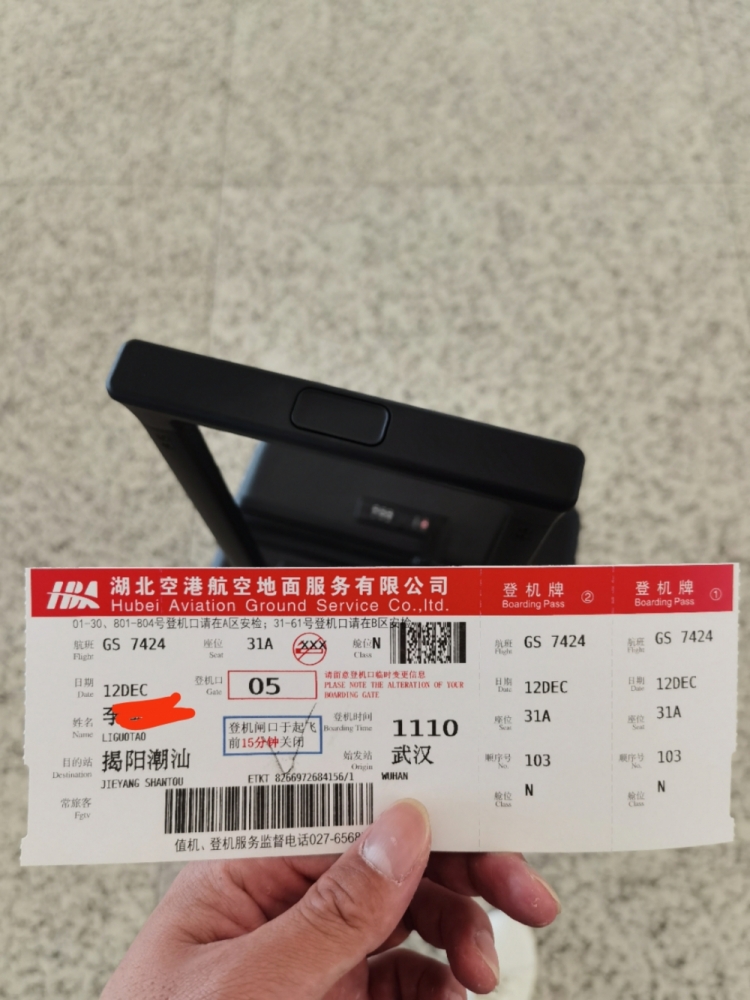 HBA 湖北空港航空地面服务有限公司
Hubei Aviation Ground Service Co.,ltd.
登机牌 ②
Boarding Pass
登机牌 ①
Boarding Pass
01-30、801-804号登机口请在A区安检；31-61号登机口请在B区安检
航班 GS 7424 座位 31A XXX 舱位N
Flight Seat Class
日期 12DEC 登机口 05
Date Gate
请留意登机口临时变更信息
PLEASE NOTE THE ALTERATION OF YOUR
BOARDING GATE
姓名 李
Name LIGUOTAO
登机闸口于起飞
前15分钟关闭
登机时间 1110
Boarding Time
目的站 揭阳潮汕
Destination JIEYANG SHANTOU
始发站 武汉
Origin WUHAN
ETKT 8266972684156/1
常旅客
Fqtv
值机、登机服务监督电话027-6568
航班 GS 7424
Flight
日期 12DEC
Date
座位 31A
Seat
顺序号 103
No.
舱位 N
Class
航班 GS 7424
Flight
日期 12DEC
Date
座位 31A
Seat
顺序号 103
No.
舱位 N
Class